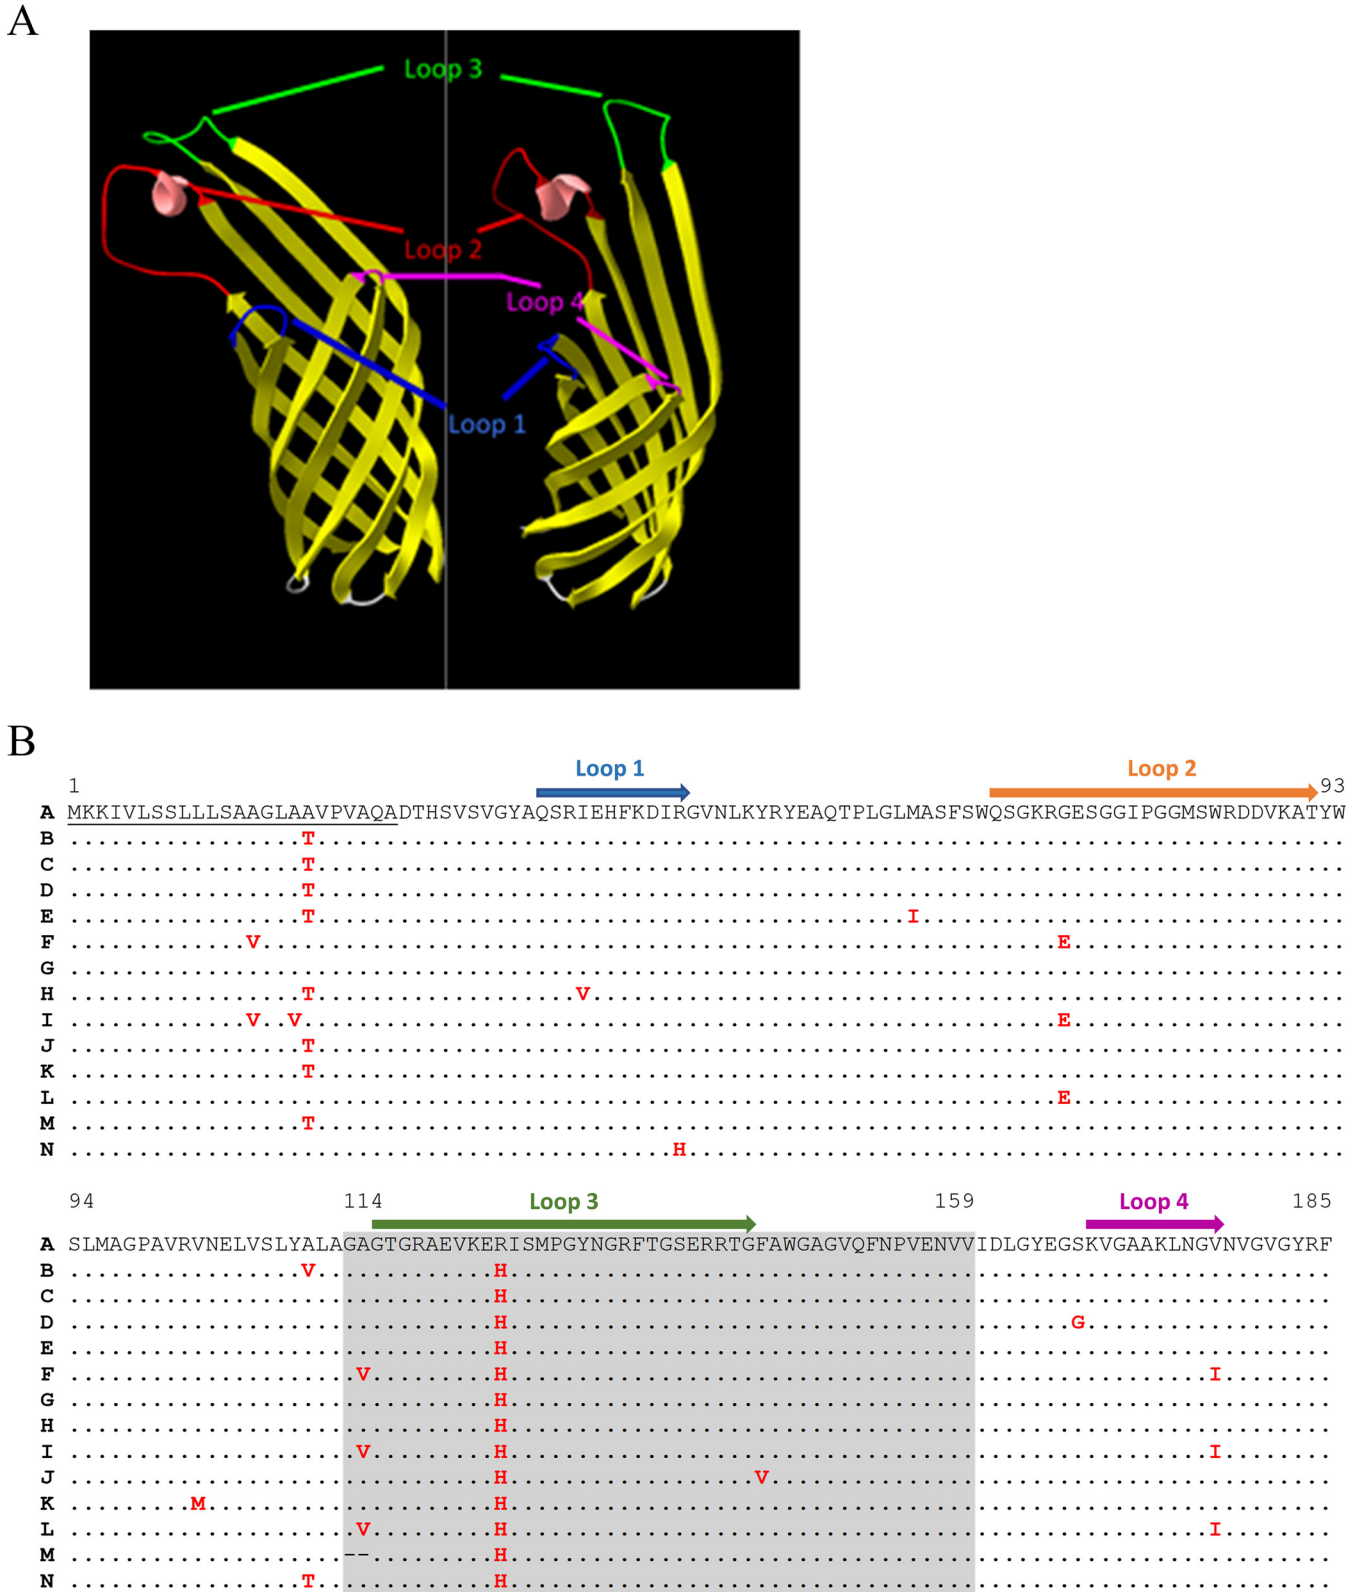 A
Loop 3
Loop 2
Loop 4
Loop 1
B
Loop 1 Loop 2
1 93
A MKKIVLSSLLLSAAGLAAVPVAQADTHSVSVGYAQSRIEHFKDIRGVNLKYRYEAQTPLGLMASFSWQSGKRGESGGIPGGMSWRDDVKATYW
B .................T...........................................................................
C .................T...........................................................................
D .................T...........................................................................
E .................T...........................................I...............................
F .............V..........................................................E....................
G .............................................................................................
H .................T...................V.......................................................
I .............V..V.......................................................E....................
J .................T...........................................................................
K .................T...........................................................................
L ........................................................................E....................
M .................T...........................................................................
N ............................................H................................................
Loop 3 Loop 4
94 114 159 185
A SLMAGPAVRVNELVSLYALAGAGTGRAEVKERISMPGYNGRFTGSERRTGFAWGAGVQFNPVENVVIDLGYEGSKVGAAKLNGVNVGVGYRF
B .................V.............H............................................................
C ...............................H............................................................
D ...............................H.........................................G..................
E ...............................H............................................................
F .....................V.........H...................................................I........
G ...............................H............................................................
H ...............................H............................................................
I .....................V.........H...................................................I........
J ...............................H..................V.........................................
K .........M.....................H............................................................
L .....................V.........H...................................................I........
M ....................--.........H............................................................
N .................T.............H............................................................